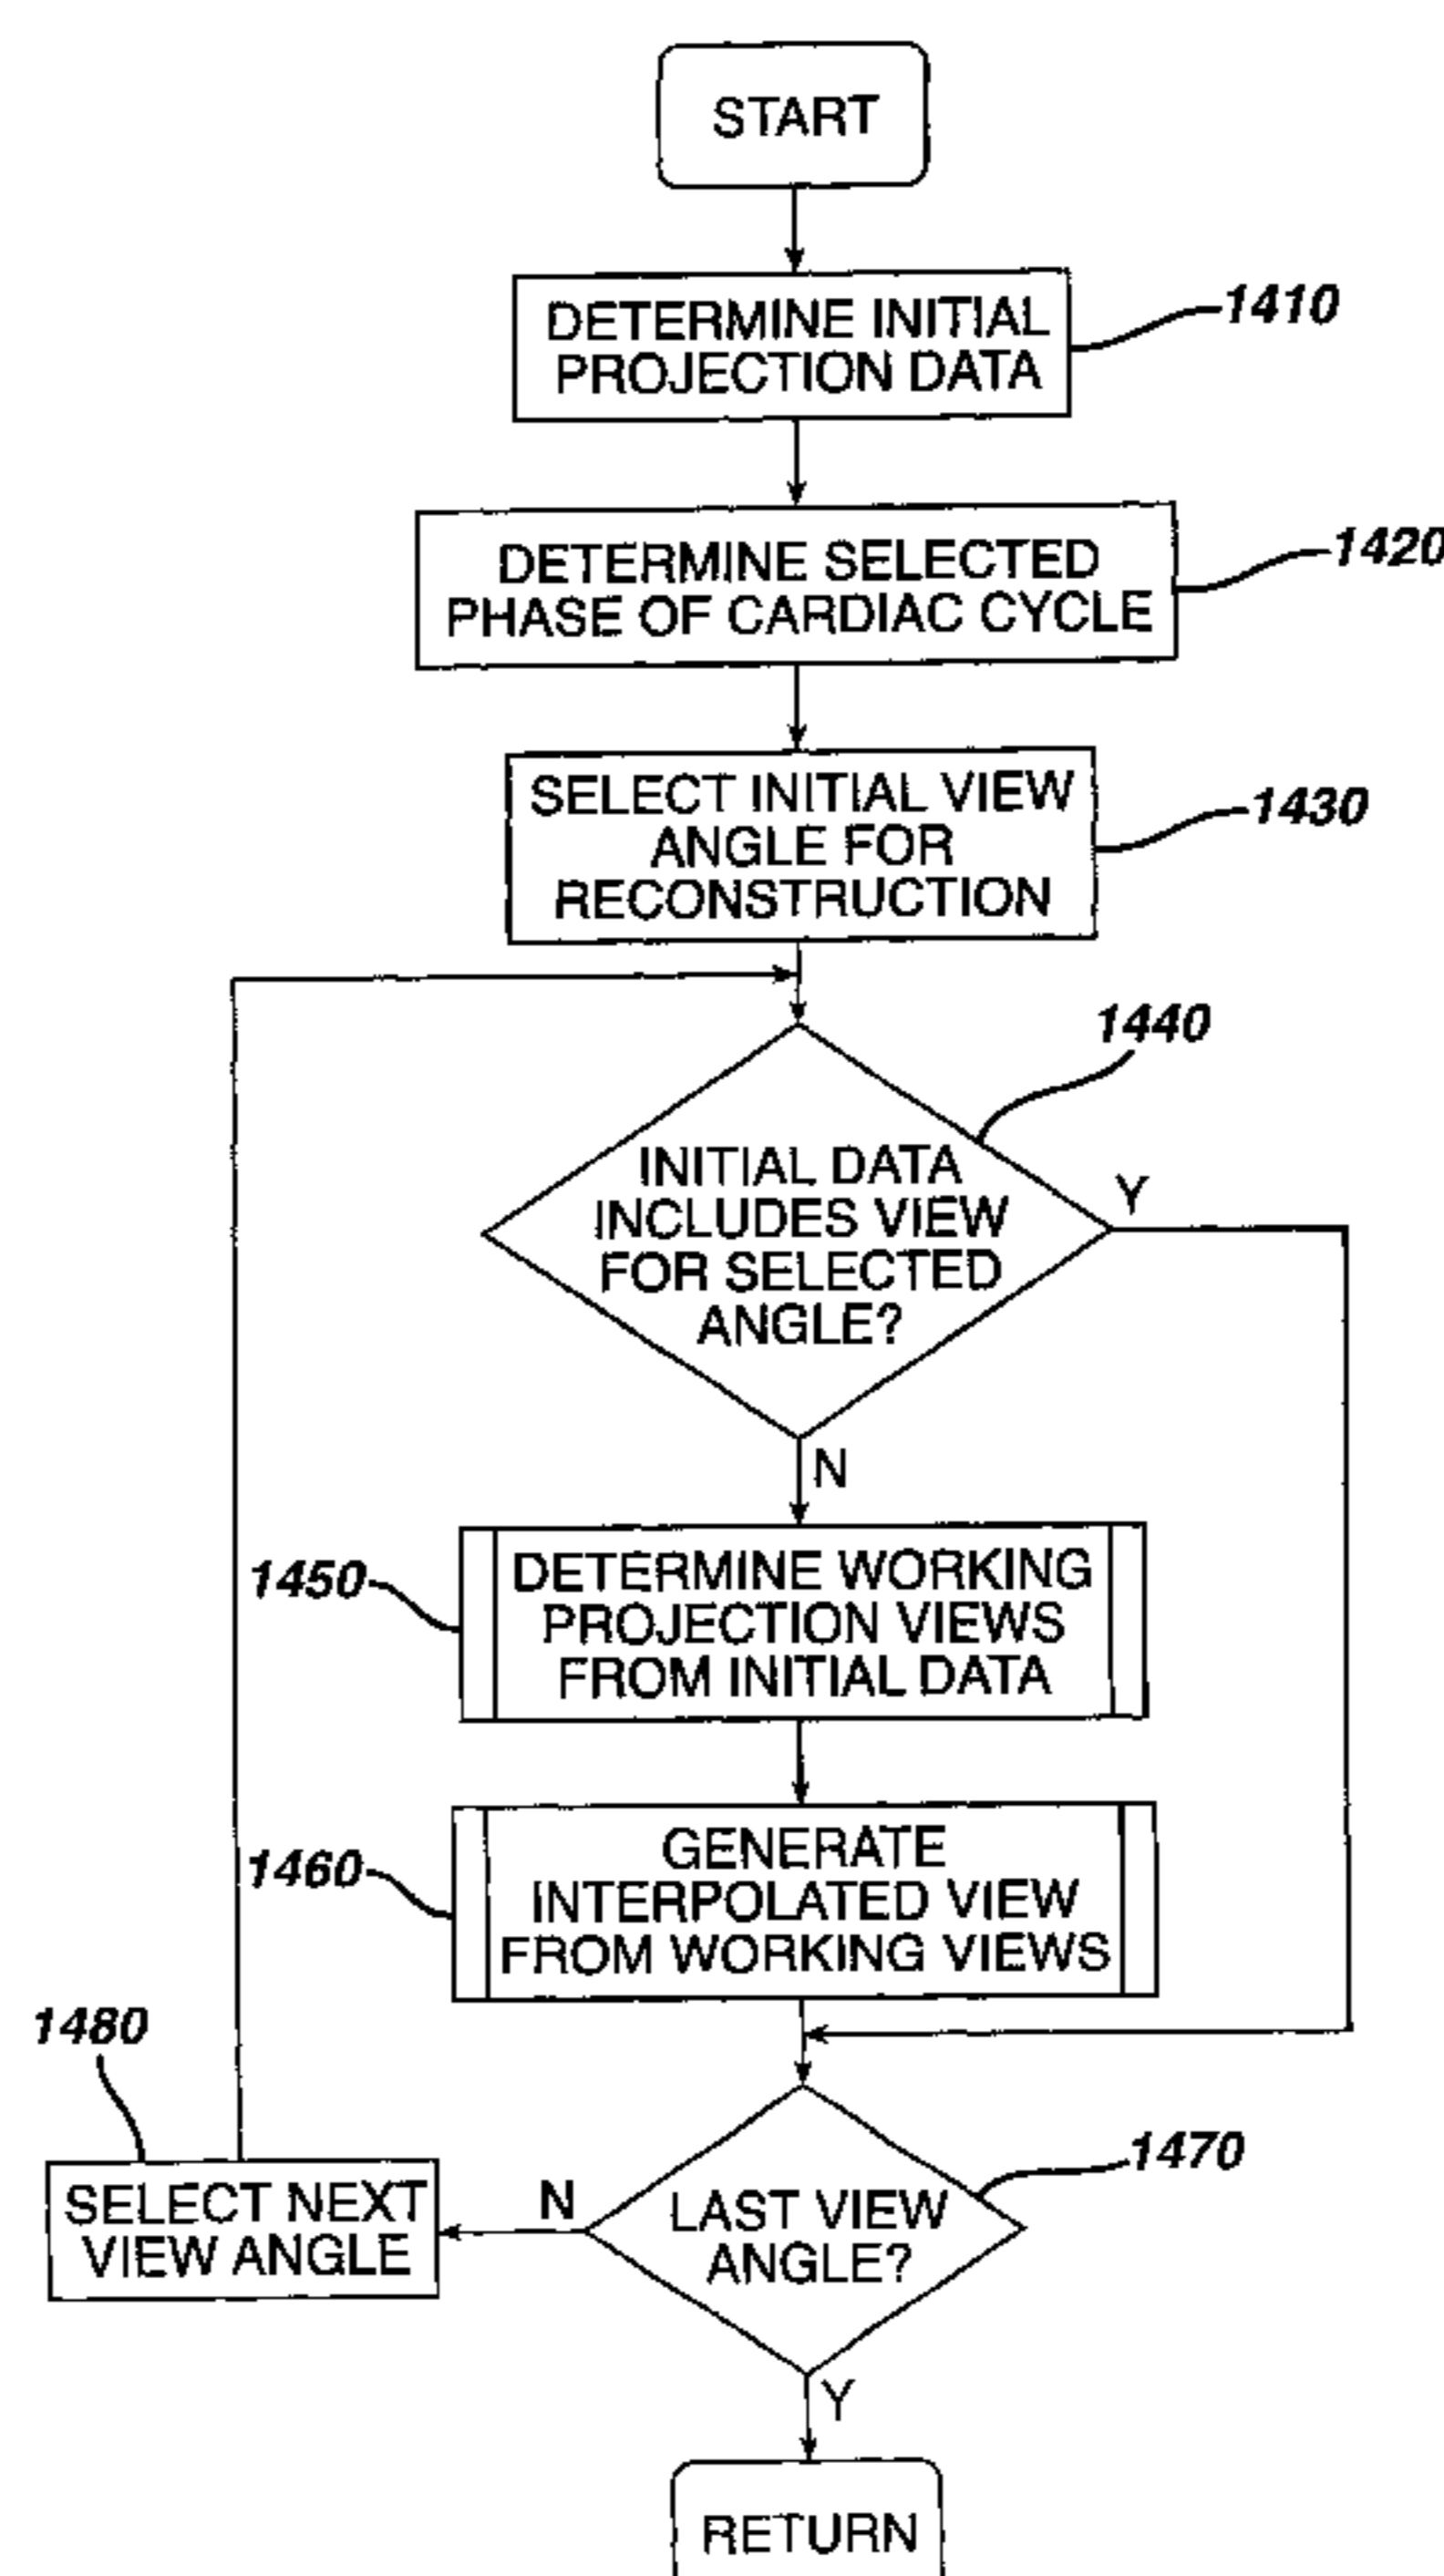 START
DETERMINE INITIAL
PROJECTION DATA
1410
DETERMINE SELECTED
PHASE OF CARDIAC CYCLE
1420
SELECT INITIAL VIEW
ANGLE FOR
RECONSTRUCTION
1430
1440
INITIAL DATA
INCLUDES VIEW
FOR SELECTED
ANGLE?
Y
N
1450
DETERMINE WORKING
PROJECTION VIEWS
FROM INITIAL DATA
1460
GENERATE
INTERPOLATED VIEW
FROM WORKING VIEWS
1480
SELECT NEXT
VIEW ANGLE
N
1470
LAST VIEW
ANGLE?
Y
RETURN